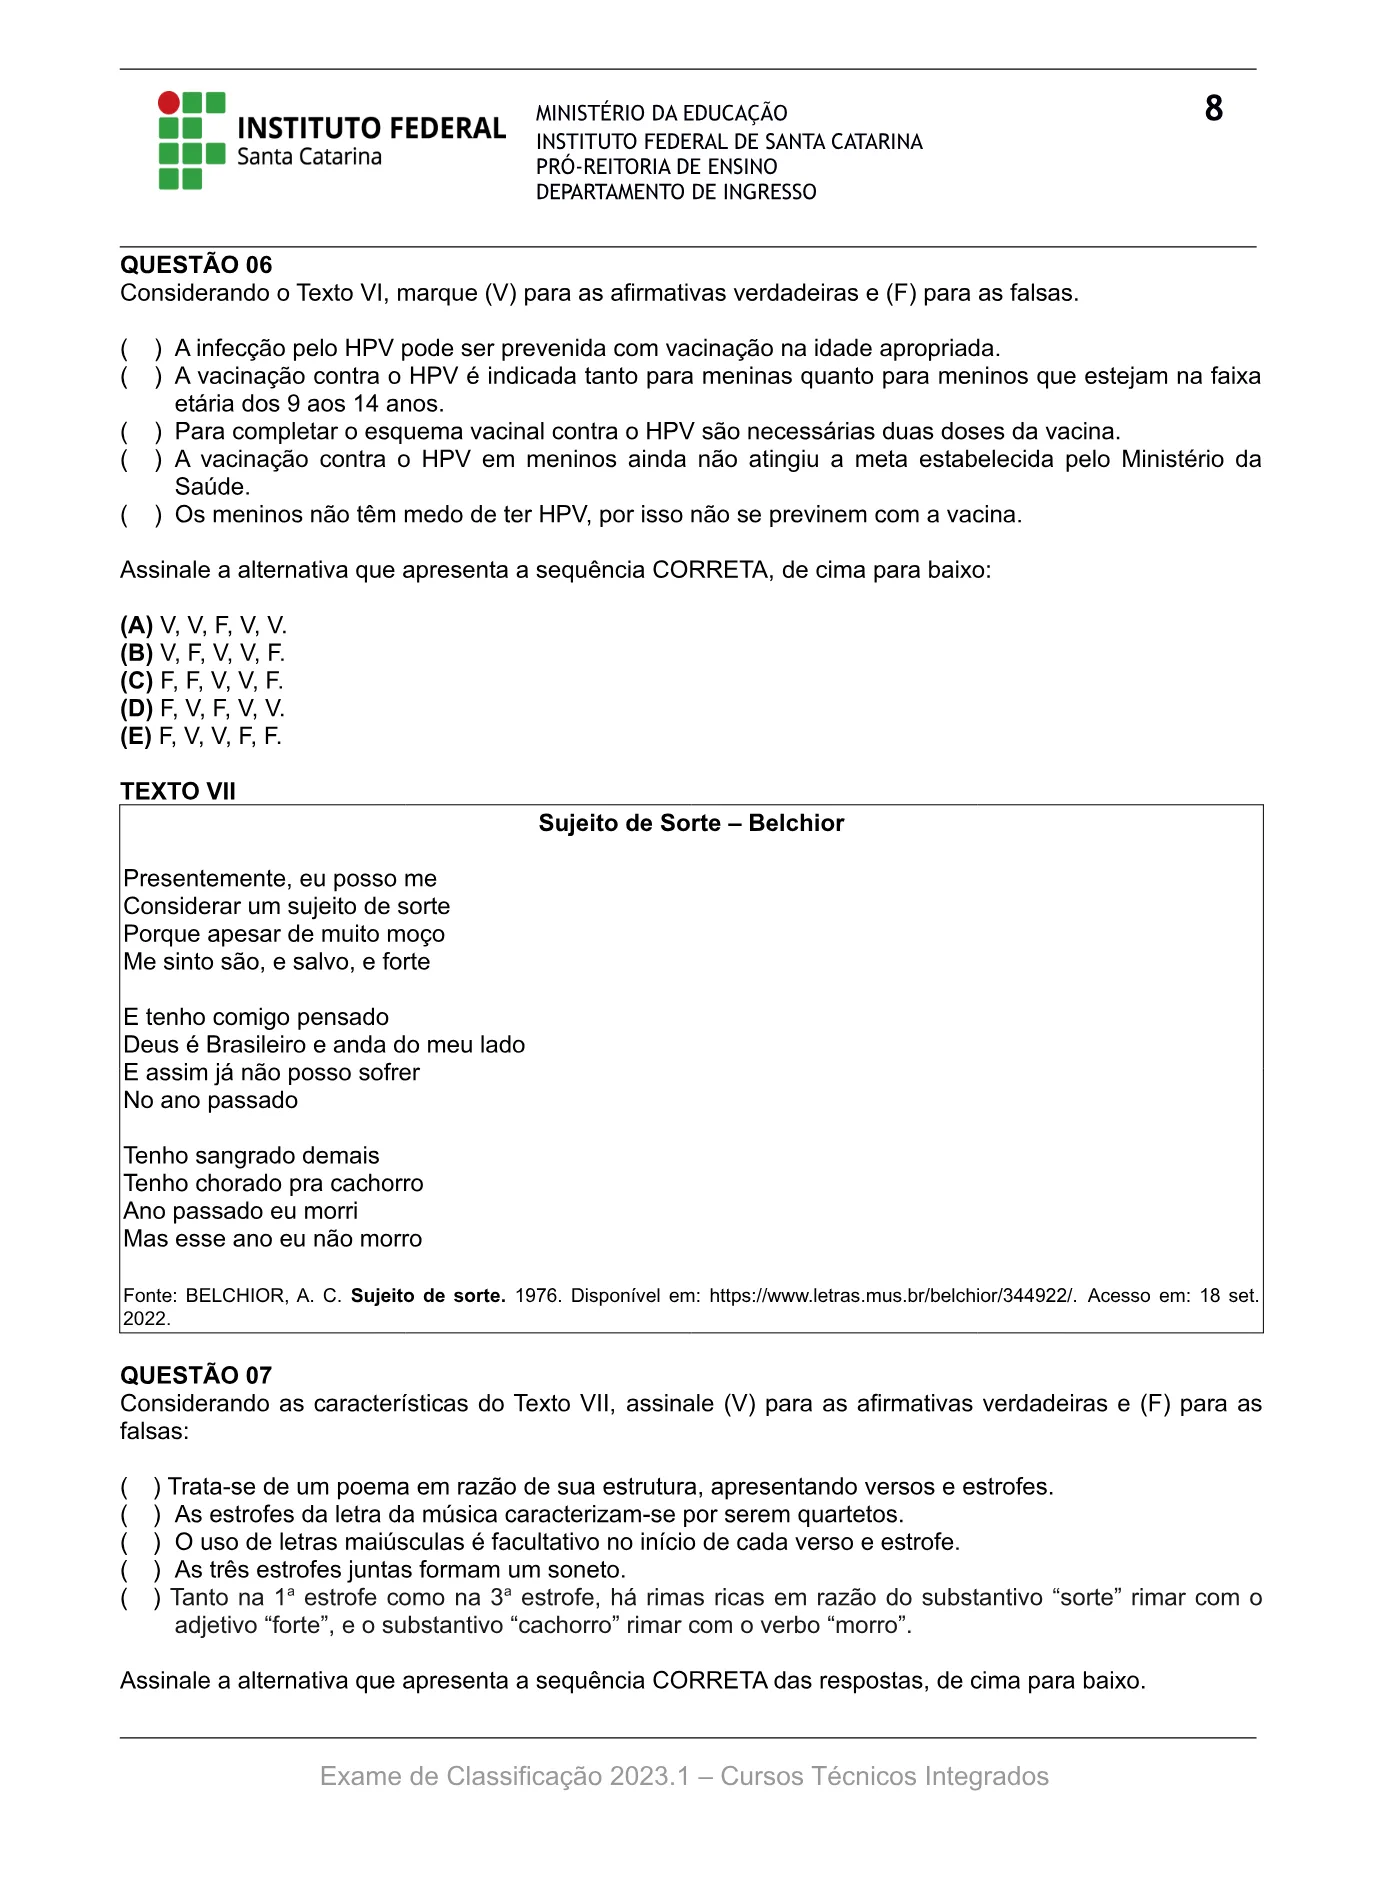 INSTITUTO FEDERAL
Santa Catarina
MINISTÉRIO DA EDUCAÇÃO
INSTITUTO FEDERAL DE SANTA CATARINA
PRÓ-REITORIA DE ENSINO
DEPARTAMENTO DE INGRESSO
8
QUESTÃO 06
Considerando o Texto VI, marque (V) para as afirmativas verdadeiras e (F) para as falsas.
( ) A infecção pelo HPV pode ser prevenida com vacinação na idade apropriada.
( ) A vacinação contra o HPV é indicada tanto para meninas quanto para meninos que estejam na faixa
etária dos 9 aos 14 anos.
( ) Para completar o esquema vacinal contra o HPV são necessárias duas doses da vacina.
( ) A vacinação contra o HPV em meninos ainda não atingiu a meta estabelecida pelo Ministério da
Saúde.
( ) Os meninos não têm medo de ter HPV, por isso não se previnem com a vacina.
Assinale a alternativa que apresenta a sequência CORRETA, de cima para baixo:
(A) V, V, F, V, V.
(B) V, F, V, V, F.
(C) F, F, V, V, F.
(D) F, V, F, V, V.
(E) F, V, V, F, F.
TEXTO VII
Sujeito de Sorte – Belchior
Presentemente, eu posso me
Considerar um sujeito de sorte
Porque apesar de muito moço
Me sinto são, e salvo, e forte
E tenho comigo pensado
Deus é Brasileiro e anda do meu lado
E assim já não posso sofrer
No ano passado
Tenho sangrado demais
Tenho chorado pra cachorro
Ano passado eu morri
Mas esse ano eu não morro
Fonte: BELCHIOR, A. C. Sujeito de sorte. 1976. Disponível em: https://www.letras.mus.br/belchior/344922/. Acesso em: 18 set.
2022.
QUESTÃO 07
Considerando as características do Texto VII, assinale (V) para as afirmativas verdadeiras e (F) para as
falsas:
( ) Trata-se de um poema em razão de sua estrutura, apresentando versos e estrofes.
( ) As estrofes da letra da música caracterizam-se por serem quartetos.
( ) O uso de letras maiúsculas é facultativo no início de cada verso e estrofe.
( ) As três estrofes juntas formam um soneto.
( ) Tanto na 1ª estrofe como na 3ª estrofe, há rimas ricas em razão do substantivo “sorte” rimar com o
adjetivo “forte”, e o substantivo “cachorro” rimar com o verbo “morro”.
Assinale a alternativa que apresenta a sequência CORRETA das respostas, de cima para baixo.
Exame de Classificação 2023.1 – Cursos Técnicos Integrados